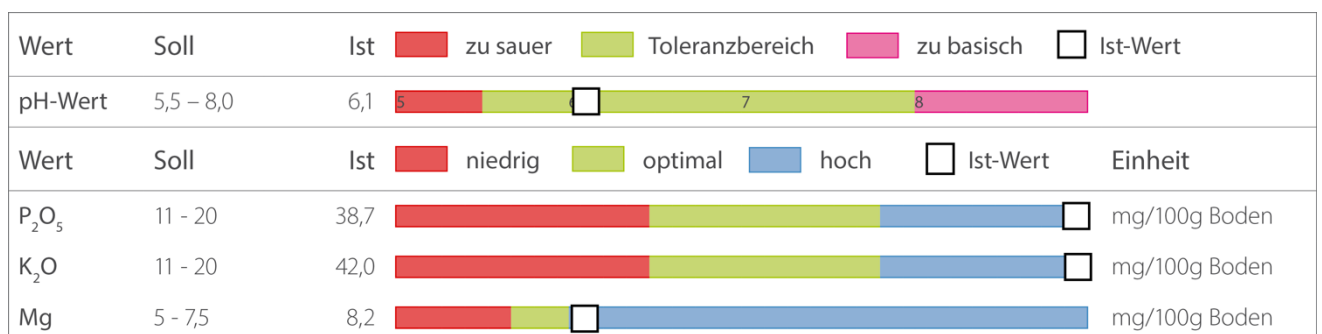 Wert Soll Ist zu sauer Toleranzbereich zu basisch Ist-Wert
pH-Wert 5,5 – 8,0 6,1 5 7 8
Wert Soll Ist niedrig optimal hoch Ist-Wert Einheit
P₂O₅ 11 - 20 38,7 mg/100g Boden
K₂O 11 - 20 42,0 mg/100g Boden
Mg 5 - 7,5 8,2 mg/100g Boden